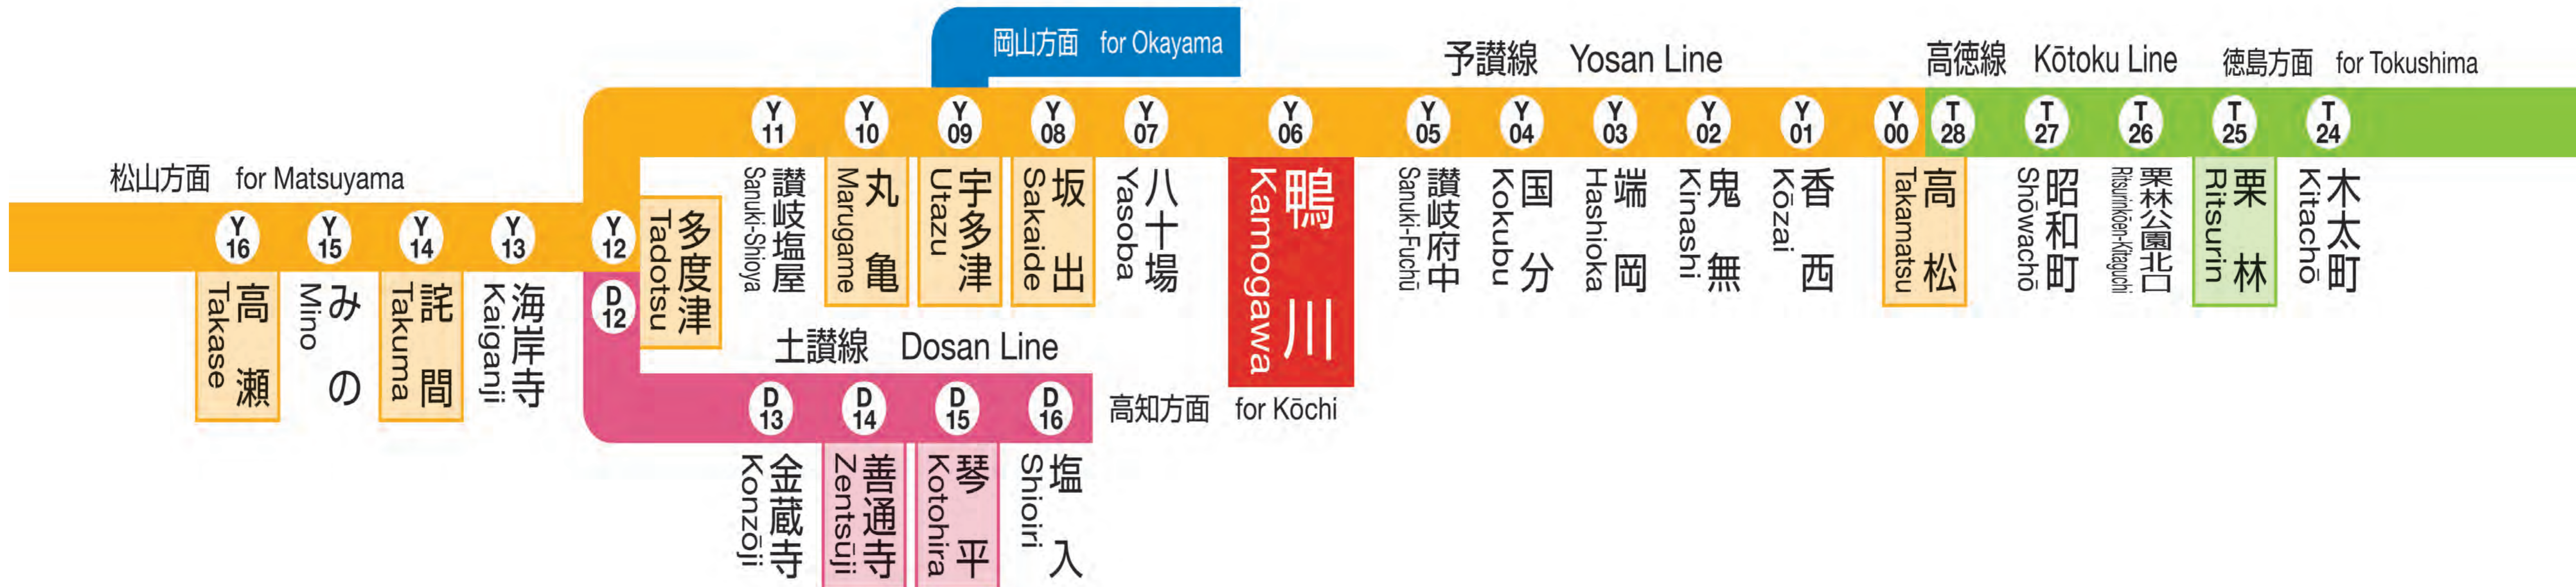 岡山方面 for Okayama
予讃線 Yosan Line
高徳線 Kōtoku Line
徳島方面 for Tokushima
松山方面 for Matsuyama
Y 16
高瀬
Takase
Y 15
みの
Mino
Y 14
詫間
Takuma
Y 13
海岸寺
Kaiganji
Y 12
D 12
多度津
Tadotsu
Y 11
讃岐塩屋
Sanuki-Shioya
Y 10
丸亀
Marugame
Y 09
宇多津
Utazu
Y 08
坂出
Sakaide
Y 07
八十場
Yasoba
Y 06
鴨川
Kamogawa
Y 05
讃岐府中
Sanuki-Fuchū
Y 04
国分
Kokubu
Y 03
端岡
Hashioka
Y 02
鬼無
Kinashi
Y 01
香西
Kōzai
Y 00
T 28
高松
Takamatsu
T 27
昭和町
Shōwachō
T 26
栗林公園北口
Ritsurinkōen-Kitaguchi
T 25
栗林
Ritsurin
T 24
木太町
Kitachō
土讃線 Dosan Line
高知方面 for Kōchi
D 13
金蔵寺
Konzōji
D 14
善通寺
Zentsūji
D 15
琴平
Kotohira
D 16
塩入
Shioiri